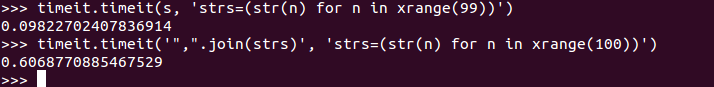 >>> timeit.timeit(s, 'strs=(str(n) for n in xrange(99))')
0.09822702407836914
>>> timeit.timeit('",".join(strs)', 'strs=(str(n) for n in xrange(100))')
0.6068770885467529
>>>